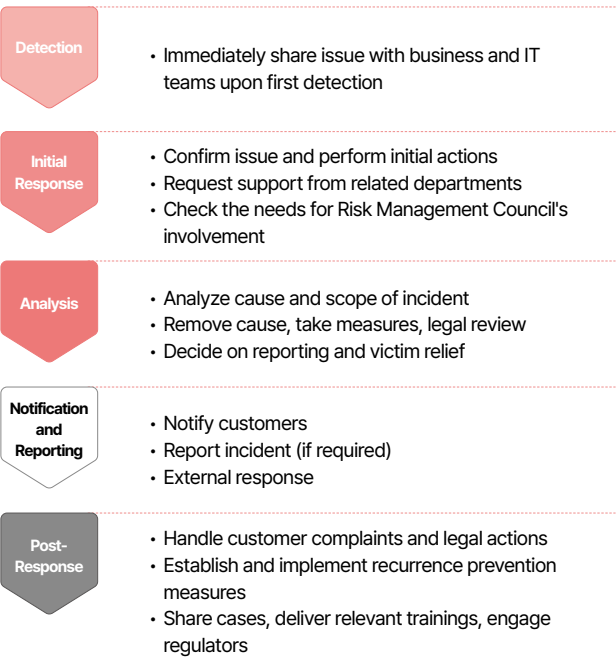 Detection
• Immediately share issue with business and IT
teams upon first detection
Initial
Response
• Confirm issue and perform initial actions
• Request support from related departments
• Check the needs for Risk Management Council's
involvement
Analysis
• Analyze cause and scope of incident
• Remove cause, take measures, legal review
• Decide on reporting and victim relief
Notification
and
Reporting
• Notify customers
• Report incident (if required)
• External response
Post-
Response
• Handle customer complaints and legal actions
• Establish and implement recurrence prevention
measures
• Share cases, deliver relevant trainings, engage
regulators